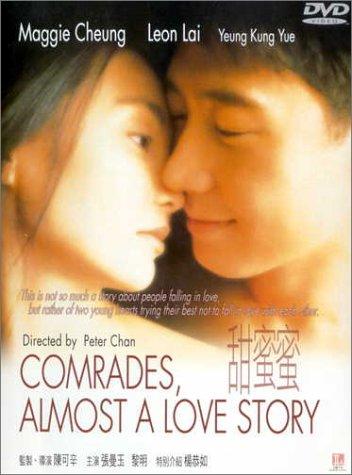 DVD
VIDEO
Maggie Cheung Leon Lai Yeung Kung Yue
This is not so much a story about people falling in love,
but rather of two young hearts trying their best not to fall in love with each other.
Directed by Peter Chan
甜蜜蜜
COMRADES,
ALMOST A LOVE STORY
監製·導演 陳可辛 主演 張曼玉 黎明 特別介紹 楊恭如